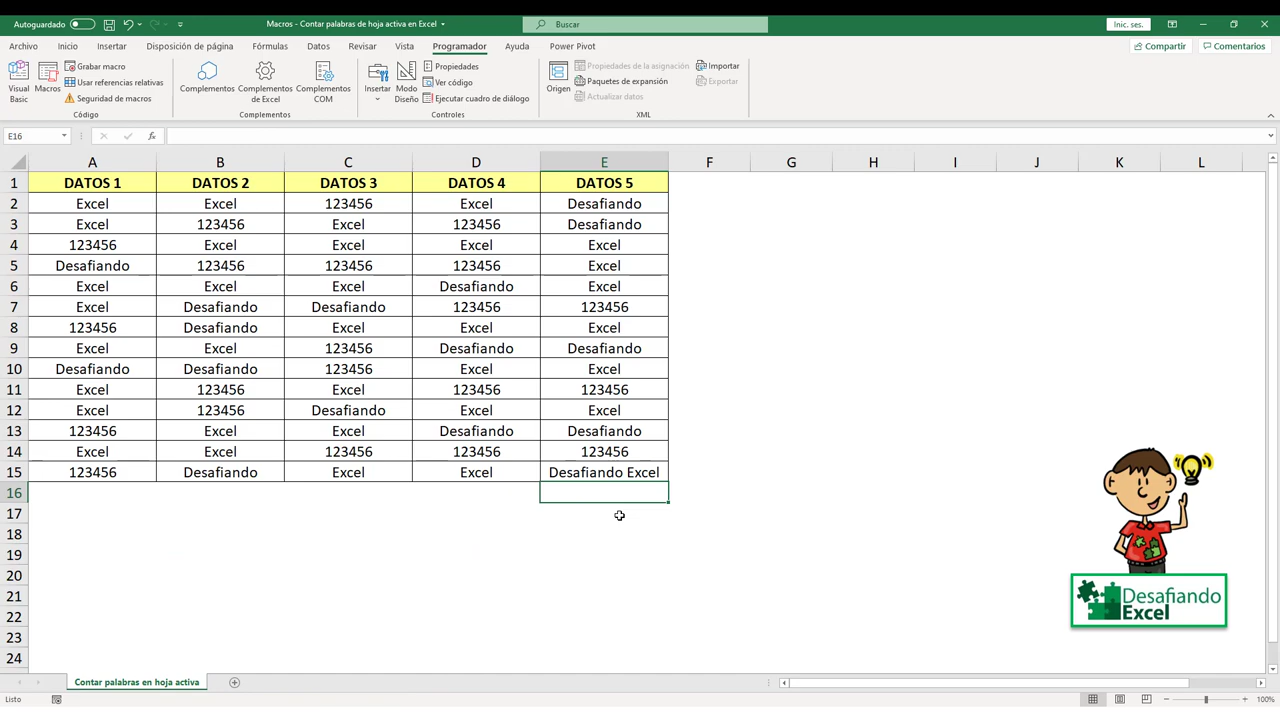 Autoguardado
Macros - Contar palabras de hoja activa en Excel
Buscar
Inic. ses.
Archivo Inicio Insertar Disposición de página Fórmulas Datos Revisar Vista Programador Ayuda Power Pivot Compartir Comentarios
Visual Basic
Macros
Grabar macro
Usar referencias relativas
Seguridad de macros
Código
Complementos
Complementos de Excel
Complementos COM
Complementos
Insertar
Modo Diseño
Propiedades
Ver código
Ejecutar cuadro de diálogo
Controles
Origen
Propiedades de la asignación
Paquetes de expansión
Actualizar datos
Importar
Exportar
XML
E16 fx
A B C D E F G H I J K L
1 DATOS 1 DATOS 2 DATOS 3 DATOS 4 DATOS 5
2 Excel Excel 123456 Excel Desafiando
3 Excel 123456 Excel 123456 Desafiando
4 123456 Excel Excel Excel Excel
5 Desafiando 123456 123456 123456 Excel
6 Excel Excel Excel Desafiando Excel
7 Excel Desafiando Desafiando 123456 123456
8 123456 Desafiando Excel Excel Excel
9 Excel Excel 123456 Desafiando Desafiando
10 Desafiando Desafiando 123456 Excel Excel
11 Excel 123456 Excel 123456 123456
12 Excel 123456 Desafiando Excel Excel
13 123456 Excel Excel Desafiando Desafiando
14 Excel Excel 123456 123456 123456
15 123456 Desafiando Excel Excel Desafiando Excel
16
17
18
19
20
21
22
23
24
Desafiando
Excel
Contar palabras en hoja activa
Listo
100%